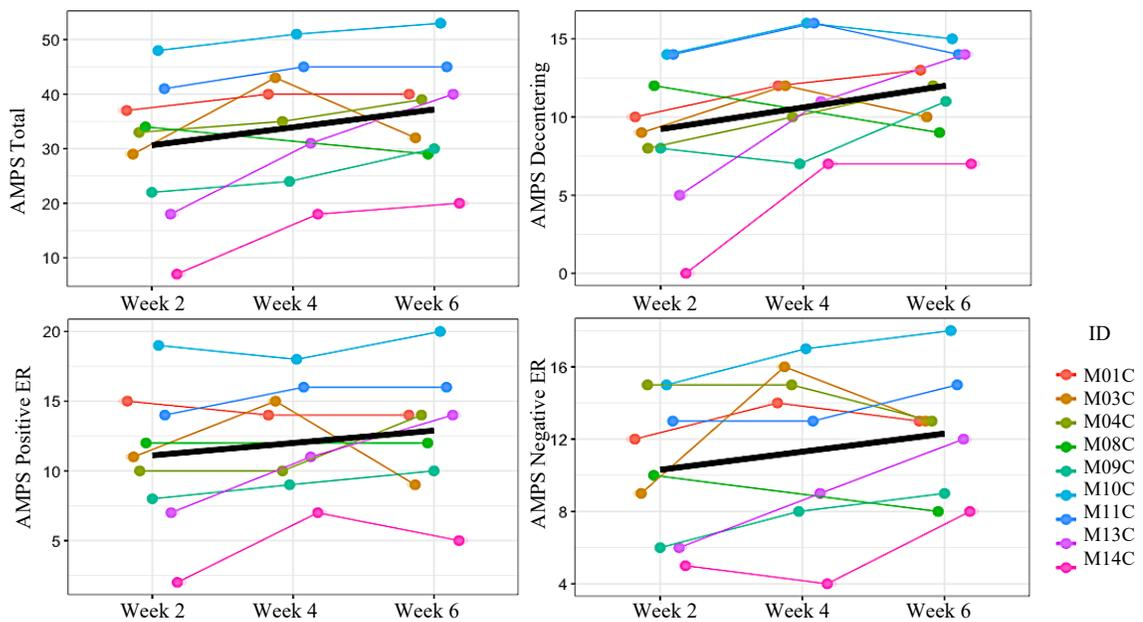 AMPS Total
50
40
30
20
10
Week 2 Week 4 Week 6
AMPS Decentering
15
10
5
0
Week 2 Week 4 Week 6
AMPS Positive ER
20
15
10
5
Week 2 Week 4 Week 6
AMPS Negative ER
16
12
8
4
Week 2 Week 4 Week 6
ID
M01C
M03C
M04C
M08C
M09C
M10C
M11C
M13C
M14C